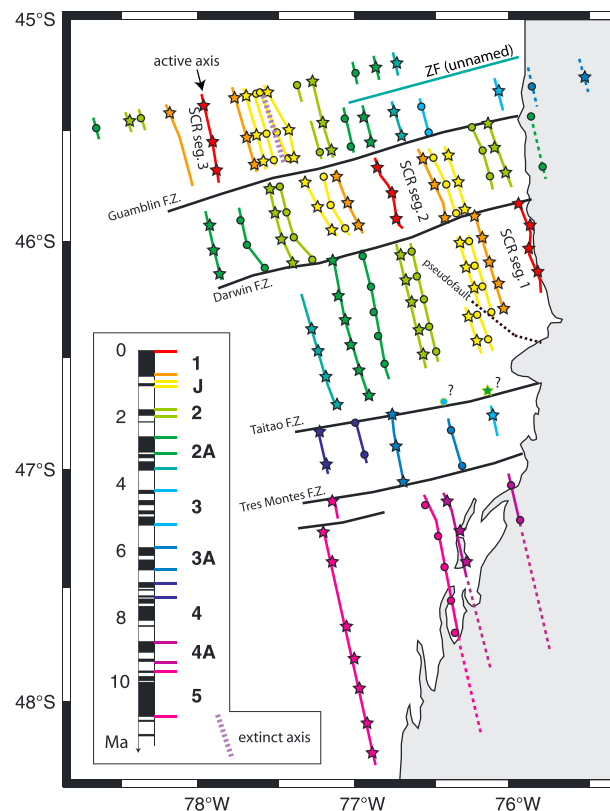 45°S
46°S
47°S
48°S
78°W
77°W
76°W
active axis
ZF (unnamed)
SCR seg.3
SCR seg.2
SCR seg.1
Guamblin F.Z.
Darwin F.Z.
pseudofault
? ?
Taitao F.Z.
Tres Montes F.Z.
0
1
J
2 2
2A
4
3
6
3A
8
4
4A
10
5
Ma
extinct axis